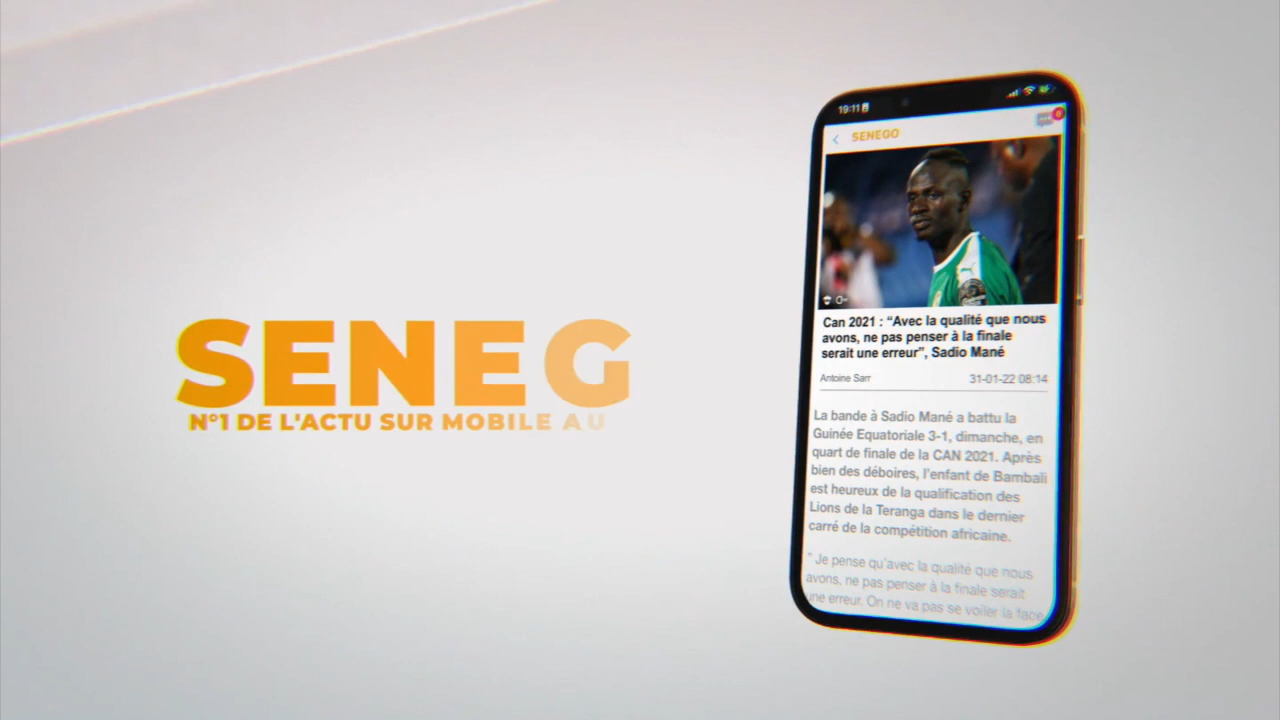 SENEG
N°1 DE L'ACTU SUR MOBILE AU
19:11
SENEGO
Can 2021 : “Avec la qualité que nous
avons, ne pas penser à la finale
serait une erreur”, Sadio Mané
Antoine Sarr 31-01-22 08:14
La bande à Sadio Mané a battu la
Guinée Equatoriale 3-1, dimanche, en
quart de finale de la CAN 2021. Après
bien des déboires, l'enfant de Bambali
est heureux de la qualification des
Lions de la Teranga dans le dernier
carré de la compétition africaine.
" Je pense qu'avec la qualité que nous
avons, ne pas penser à la finale serait
une erreur. On ne va pas se voiler la face